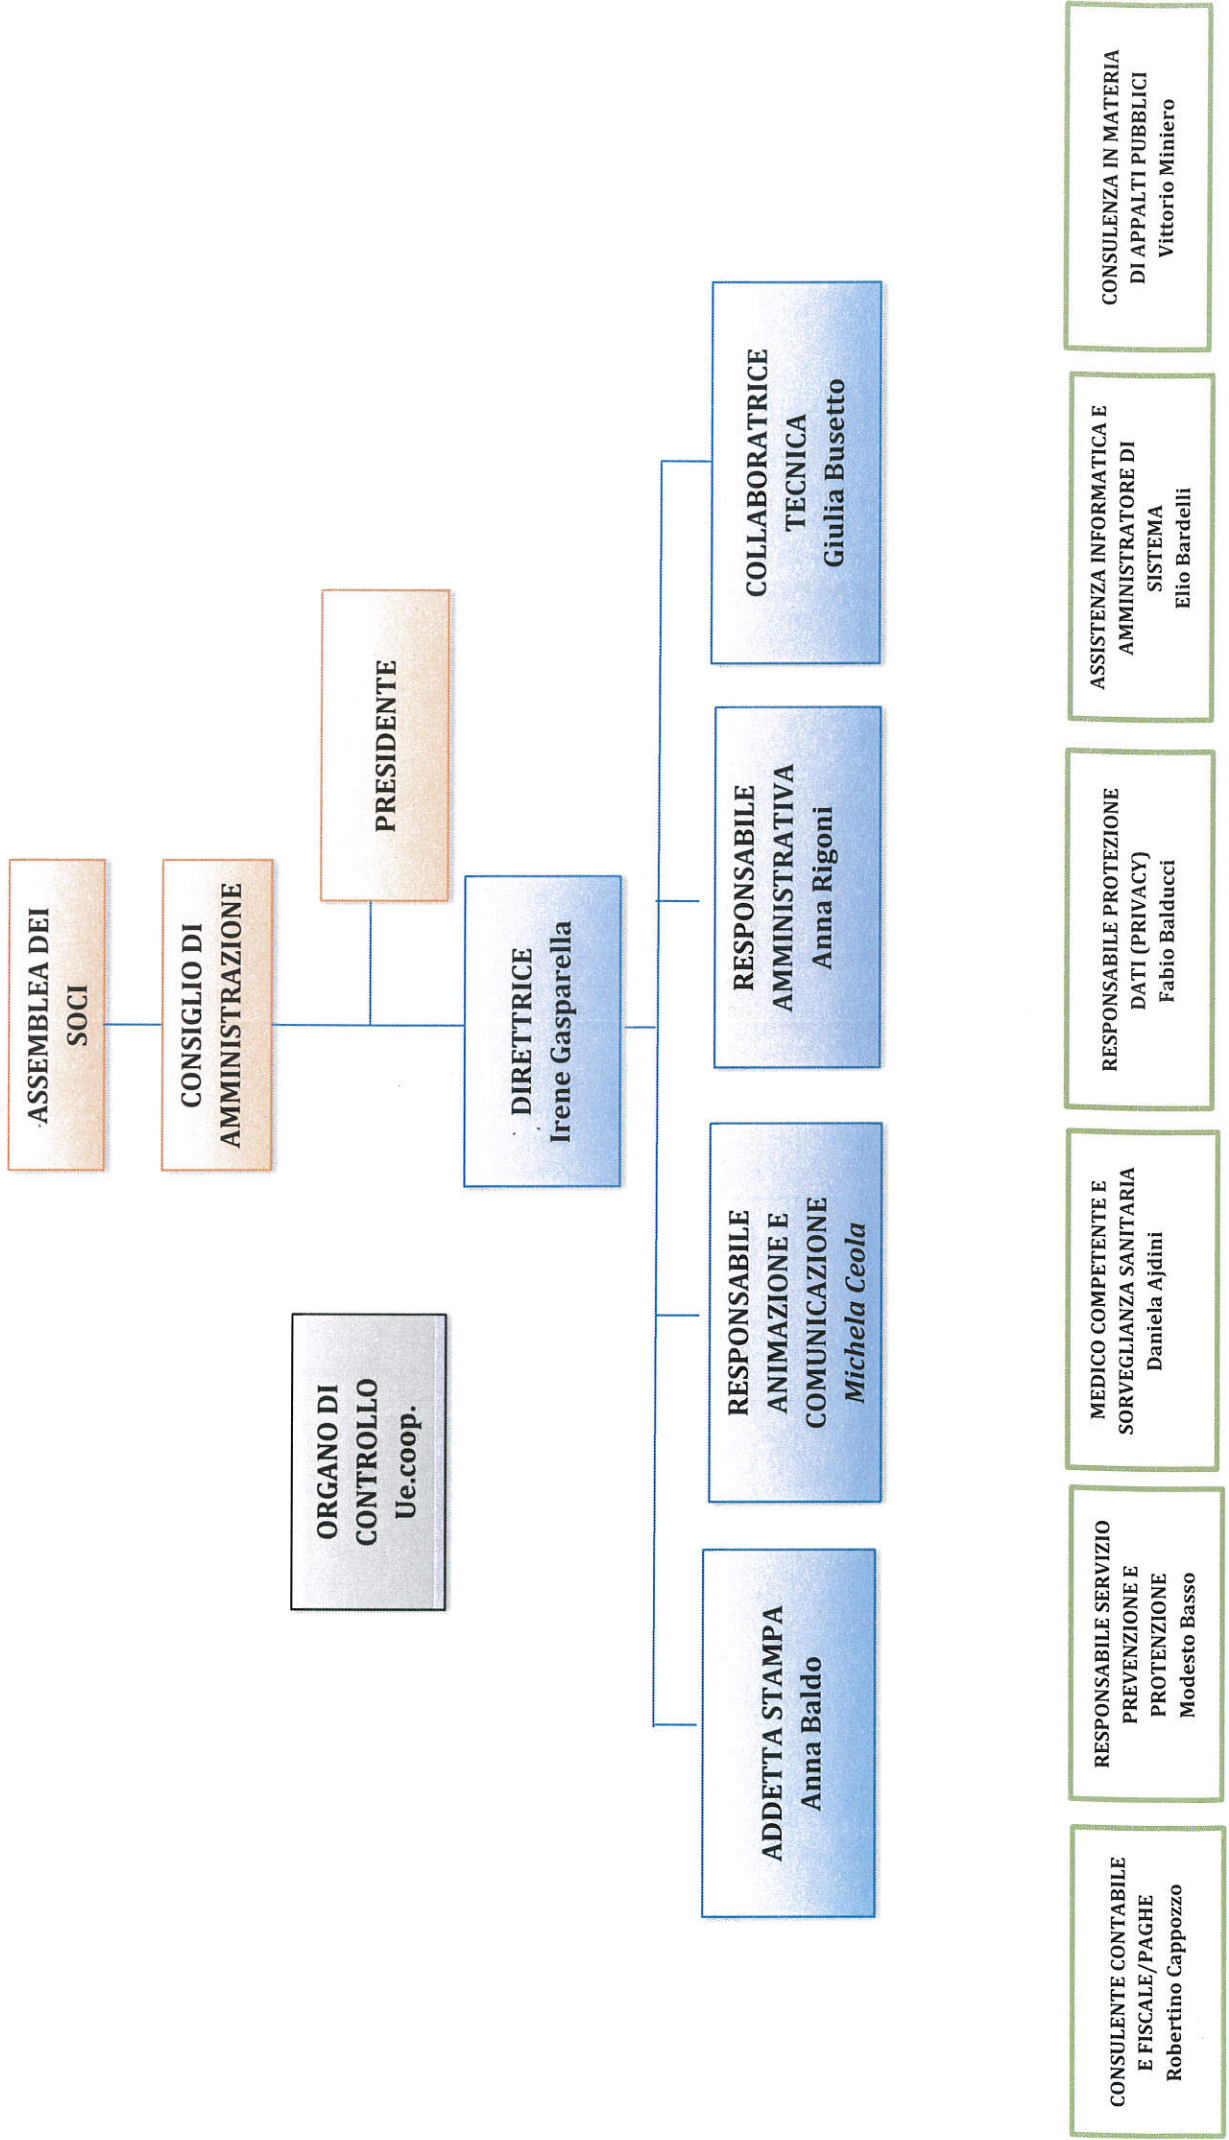 ASSEMBLEA DEI
SOCI
CONSIGLIO DI
AMMINISTRAZIONE
PRESIDENTE
ORGANO DI
CONTROLLO
Ue.coop.
DIRETTRICE
Irene Gasparella
ADDETTA STAMPA
Anna Baldo
RESPONSABILE
ANIMAZIONE E
COMUNICAZIONE
Michela Ceola
RESPONSABILE
AMMINISTRATIVA
Anna Rigoni
COLLABORATRICE
TECNICA
Giulia Busetto
CONSULENTE CONTABILE
E FISCALE/PAGHE
Robertino Cappozzo
RESPONSABILE SERVIZIO
PREVENZIONE E
PROTENZIONE
Modesto Basso
MEDICO COMPETENTE E
SORVEGLIANZA SANITARIA
Daniela Ajdini
RESPONSABILE PROTEZIONE
DATI (PRIVACY)
Fabio Balducci
ASSISTENZA INFORMATICA E
AMMINISTRATORE DI
SISTEMA
Elio Bardelli
CONSULENZA IN MATERIA
DI APPALTI PUBBLICI
Vittorio Miniero